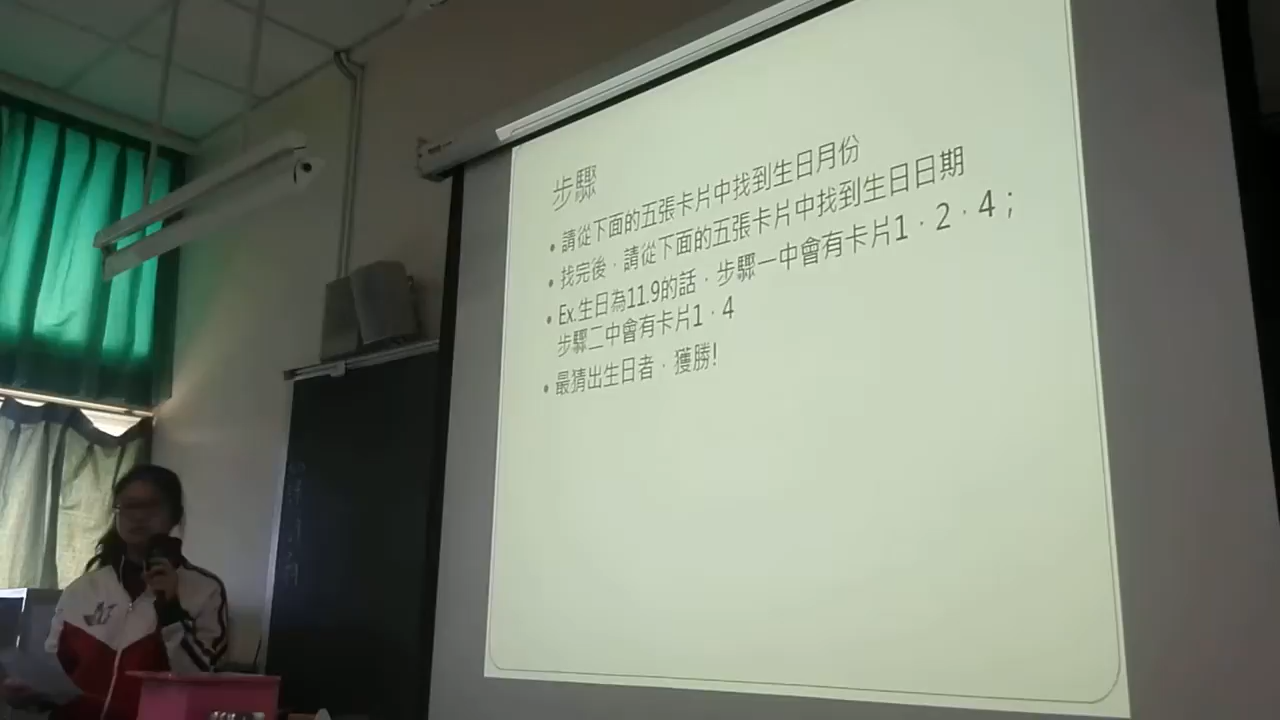 步驟
• 請從下面的五張卡片中找到生日月份
• 找完後，請從下面的五張卡片中找到生日日期
• Ex.生日為11.9的話，步驟一中會有卡片1，2，4；
步驟二中會有卡片1，4
• 最猜出生日者，獲勝!